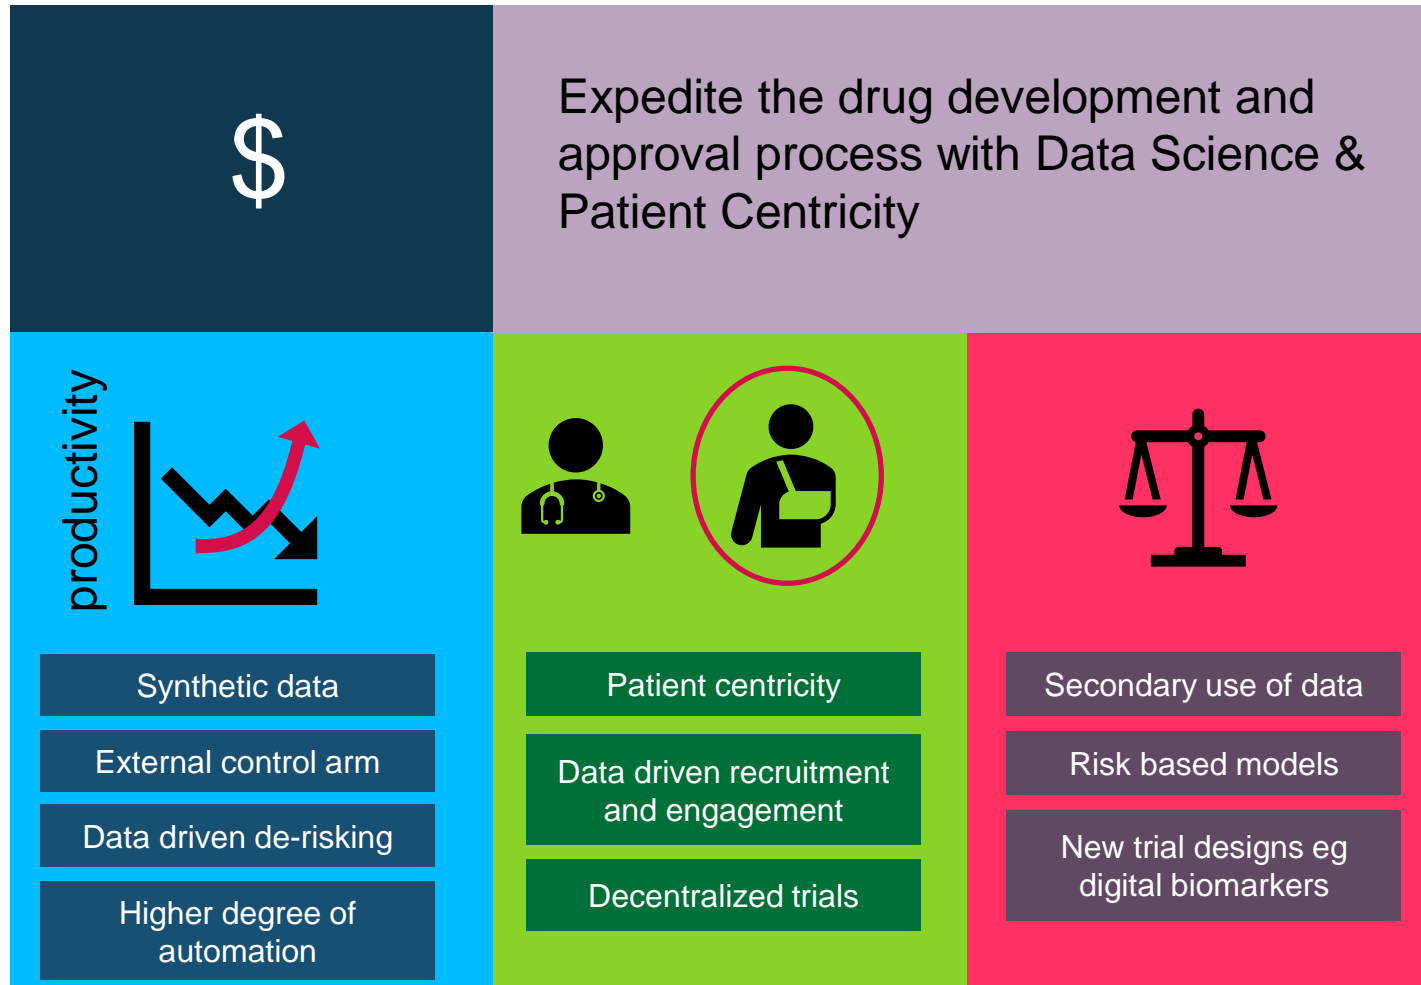 $
Expedite the drug development and
approval process with Data Science &
Patient Centricity
productivity
Synthetic data
External control arm
Data driven de-risking
Higher degree of
automation
Patient centricity
Data driven recruitment
and engagement
Decentralized trials
Secondary use of data
Risk based models
New trial designs eg
digital biomarkers